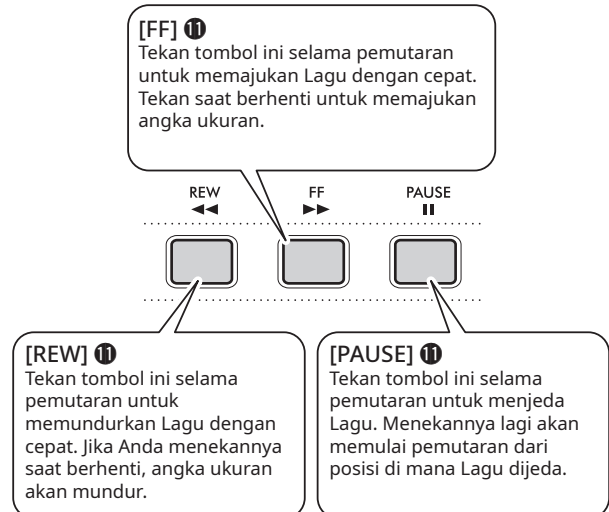 [FF] ⓫
Tekan tombol ini selama pemutaran
untuk memajukan Lagu dengan cepat.
Tekan saat berhenti untuk memajukan
angka ukuran.
REW
FF
PAUSE
[REW] ⓫
Tekan tombol ini selama
pemutaran untuk
memundurkan Lagu dengan
cepat. Jika Anda menekannya
saat berhenti, angka ukuran
akan mundur.
[PAUSE] ⓫
Tekan tombol ini selama
pemutaran untuk menjeda
Lagu. Menekannya lagi akan
memulai pemutaran dari
posisi di mana Lagu dijeda.